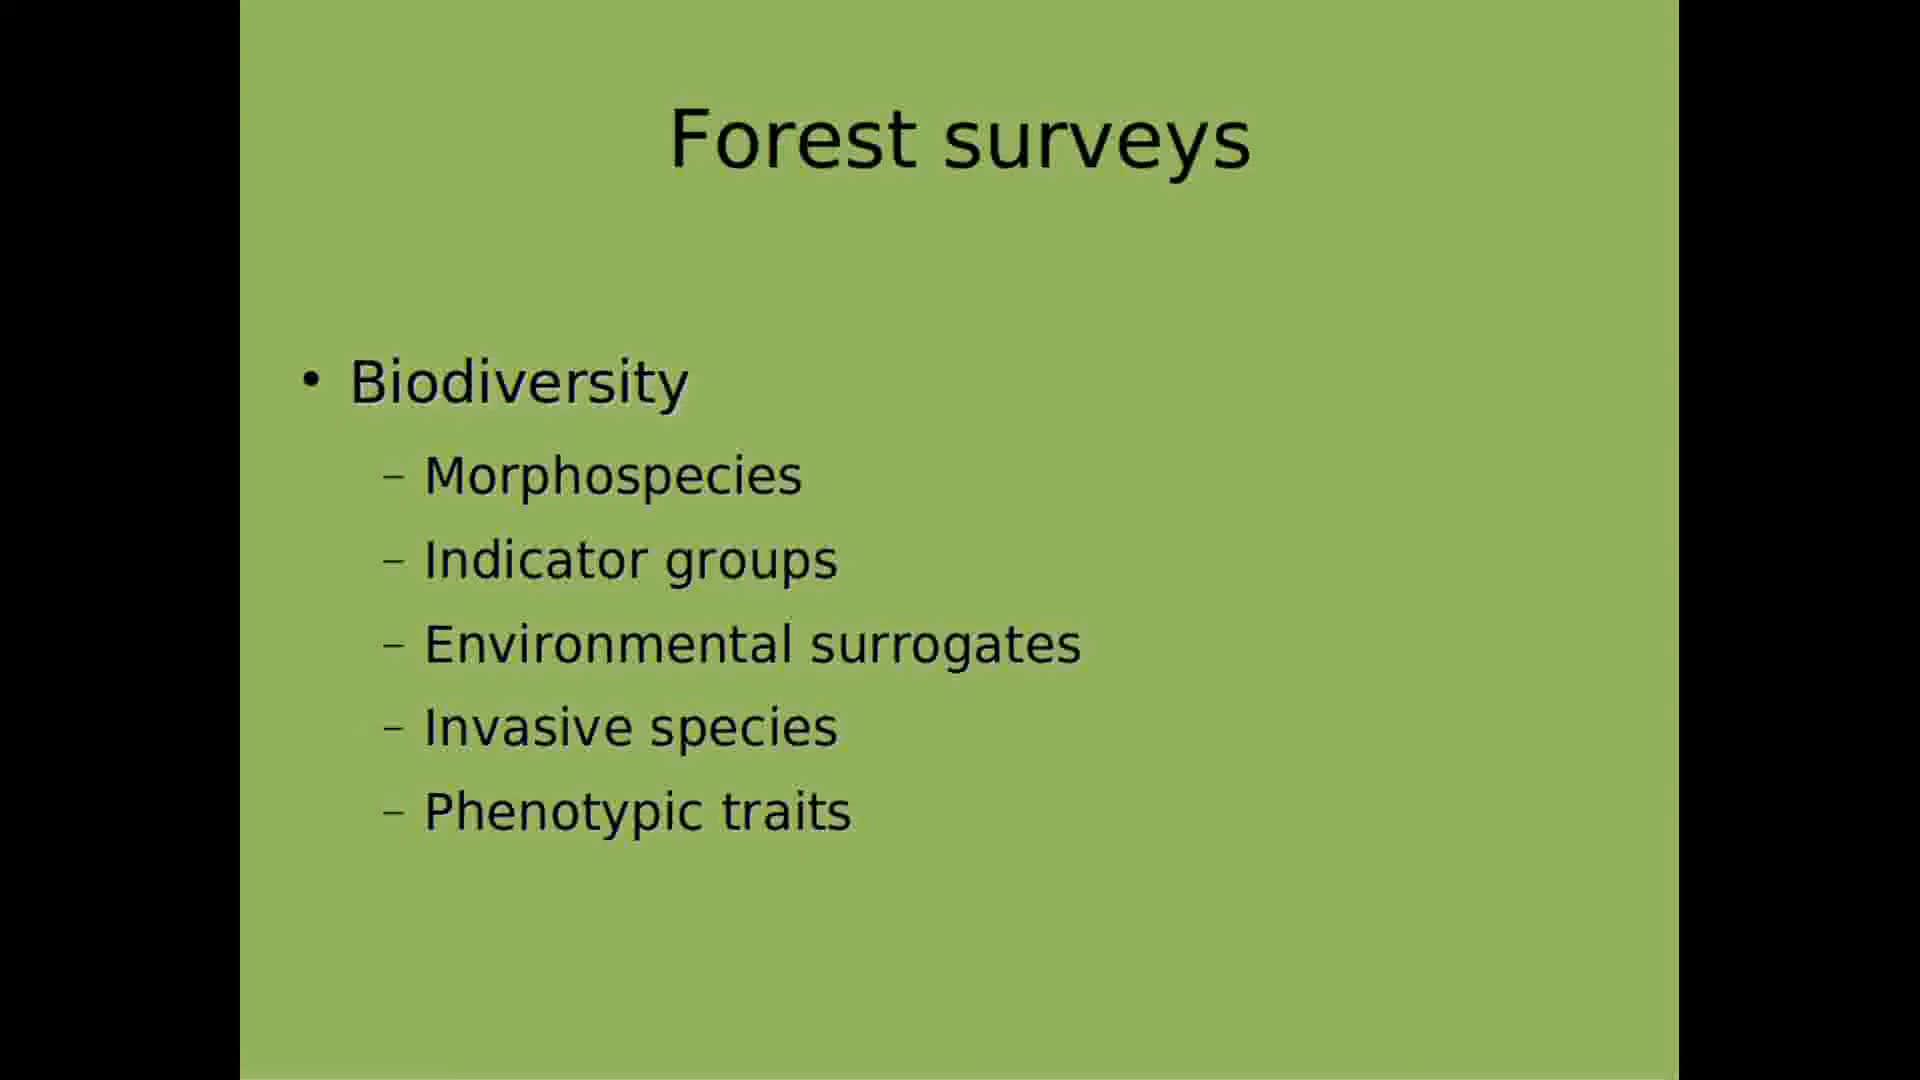 Forest surveys
• Biodiversity
– Morphospecies
– Indicator groups
– Environmental surrogates
– Invasive species
– Phenotypic traits